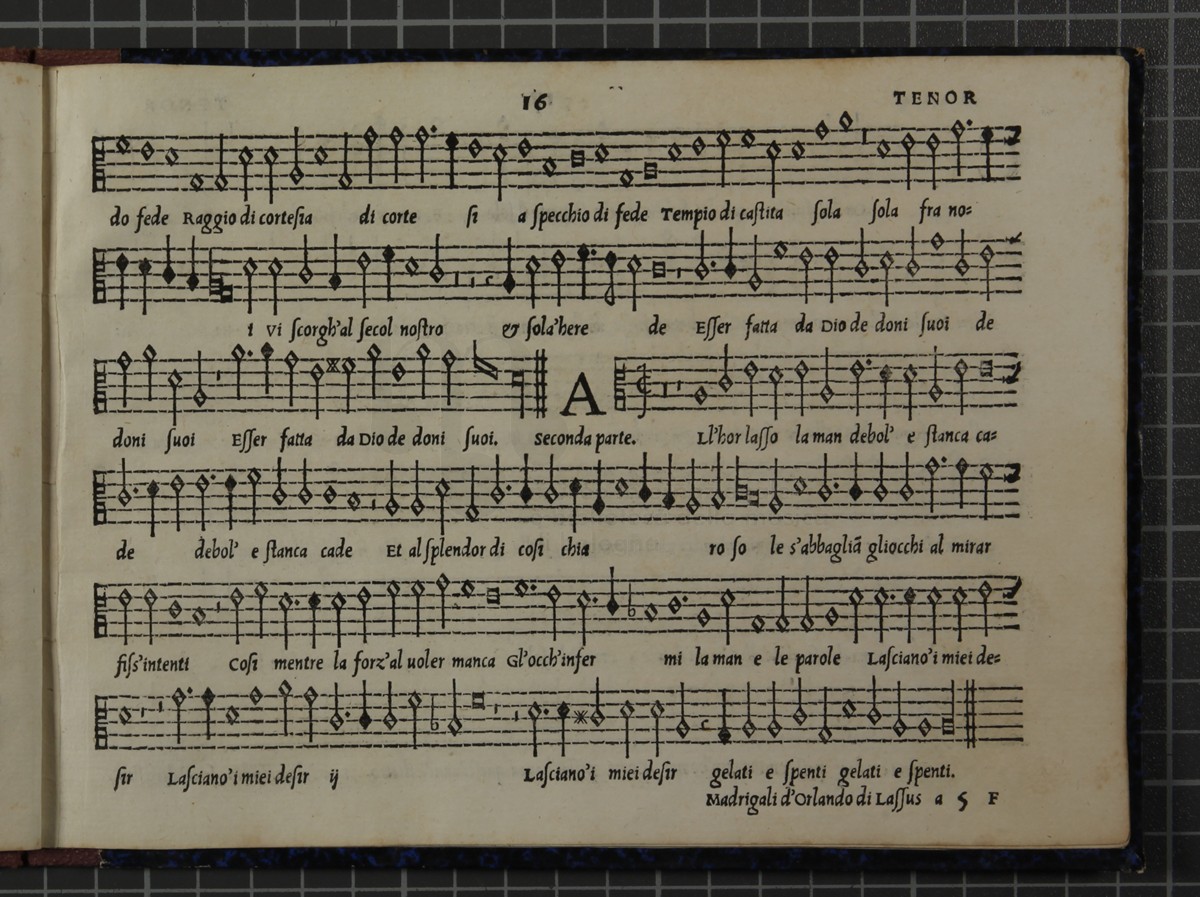 16
TENOR
do fede Raggio di cortesia di corte si a specchio di fede Tempio di castita sola sola fra no=
i Vi scorgh'al secol nostro & sola'here de Esser fatta da Dio de doni suoi de
doni suoi Esser fatta da Dio de doni suoi. Seconda parte. ALl'hor lasso la man debol' e stanca ca=
de debol' e stanca cade Et al splendor di cosi chia ro so le s'abbagliã gliocchi al mirar
fiss'intenti Cosi mentre la forz'al uoler manca Gl'occh'infer mi la man e le parole Lasciano'i miei de=
sir Lasciano'i miei desir ij Lasciano'i miei desir gelati e spenti gelati e spenti.
Madrigali d'Orlando di Lassus a 5 F